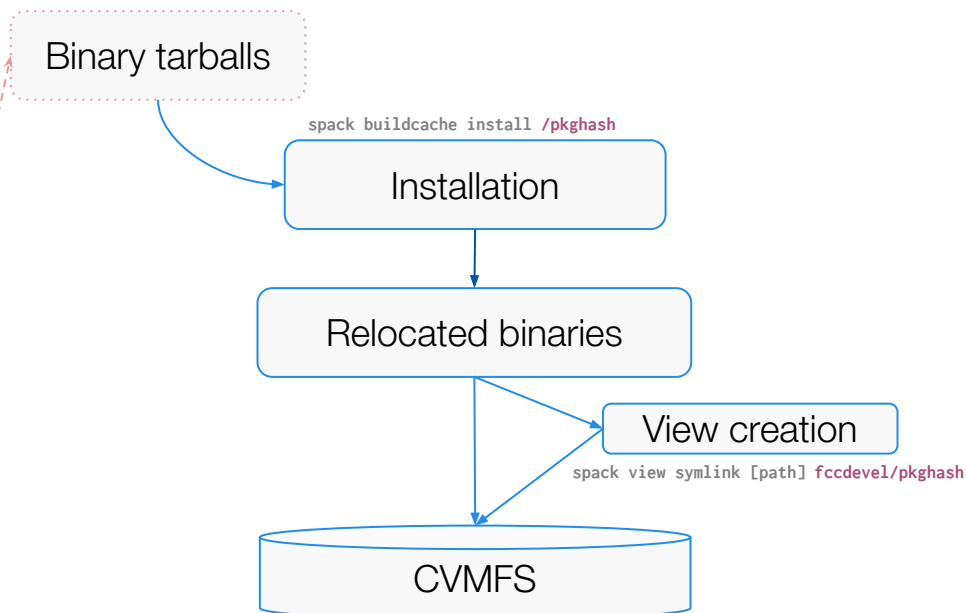 Binary tarballs
spack buildcache install /pkghash
Installation
Relocated binaries
View creation
spack view symlink [path] fccdevel/pkghash
CVMFS